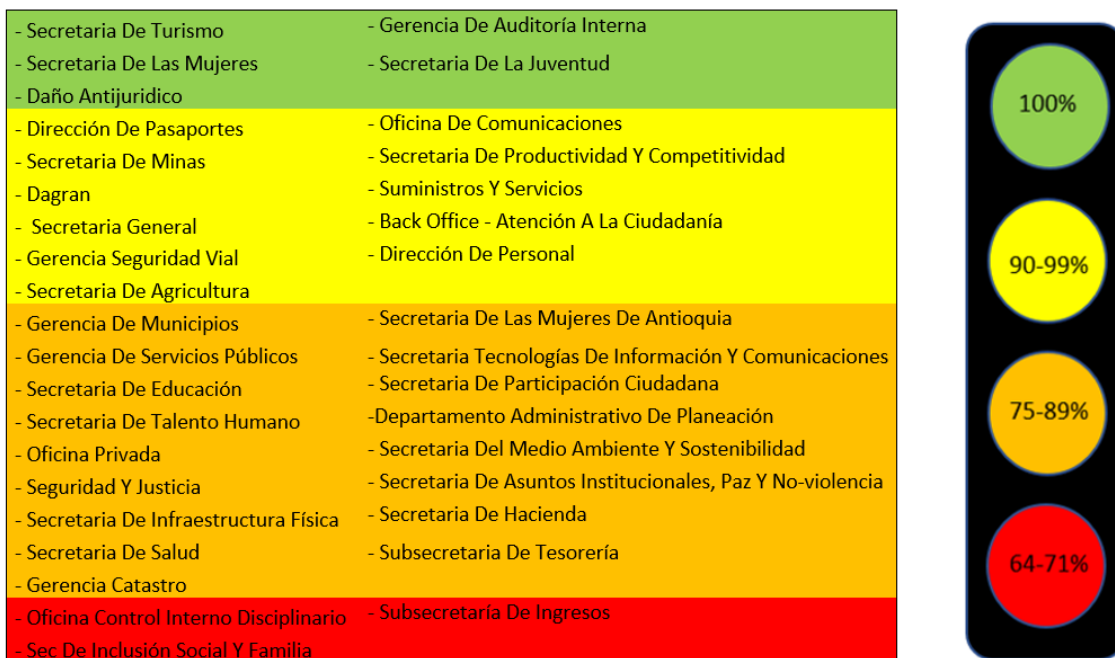 - Secretaria De Turismo
- Secretaria De Las Mujeres
- Daño Antijuridico
- Gerencia De Auditoría Interna
- Secretaria De La Juventud
- Dirección De Pasaportes
- Secretaria De Minas
- Dagran
- Secretaria General
- Gerencia Seguridad Vial
- Secretaria De Agricultura
- Oficina De Comunicaciones
- Secretaria De Productividad Y Competitividad
- Suministros Y Servicios
- Back Office - Atención A La Ciudadanía
- Dirección De Personal
- Gerencia De Municipios
- Gerencia De Servicios Públicos
- Secretaria De Educación
- Secretaria De Talento Humano
- Oficina Privada
- Seguridad Y Justicia
- Secretaria De Infraestructura Física
- Secretaria De Salud
- Gerencia Catastro
- Secretaria De Las Mujeres De Antioquia
- Secretaria Tecnologías De Información Y Comunicaciones
- Secretaria De Participación Ciudadana
-Departamento Administrativo De Planeación
- Secretaria Del Medio Ambiente Y Sostenibilidad
- Secretaria De Asuntos Institucionales, Paz Y No-violencia
- Secretaria De Hacienda
- Subsecretaria De Tesorería
- Oficina Control Interno Disciplinario
- Sec De Inclusión Social Y Familia
- Subsecretaría De Ingresos
100%
90-99%
75-89%
64-71%